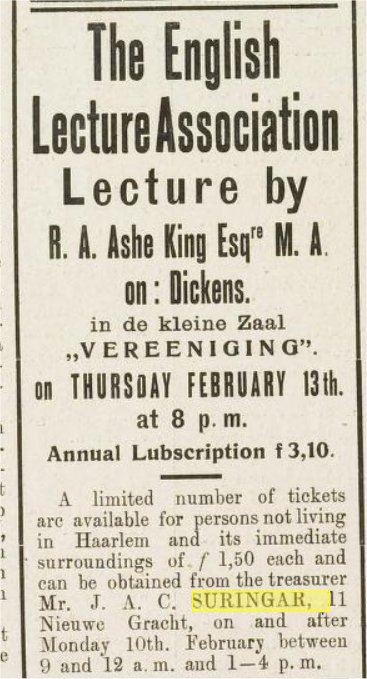 The English
Lecture Association
Lecture by
R. A. Ashe King Esqre M. A.
on : Dickens.
in de kleine Zaal
„VEREENIGING”.
on THURSDAY FEBRUARY 13th.
at 8 p. m.
Annual Lubscription f 3,10.
A limited number of tickets
are available for persons not living
in Haarlem and its immediate
surroundings of f 1,50 each and
can be obtained from the treasurer
Mr. J. A. C. SURINGAR, 11
Nieuwe Gracht, on and after
Monday 10th. February between
9 and 12 a. m. and 1—4 p. m.